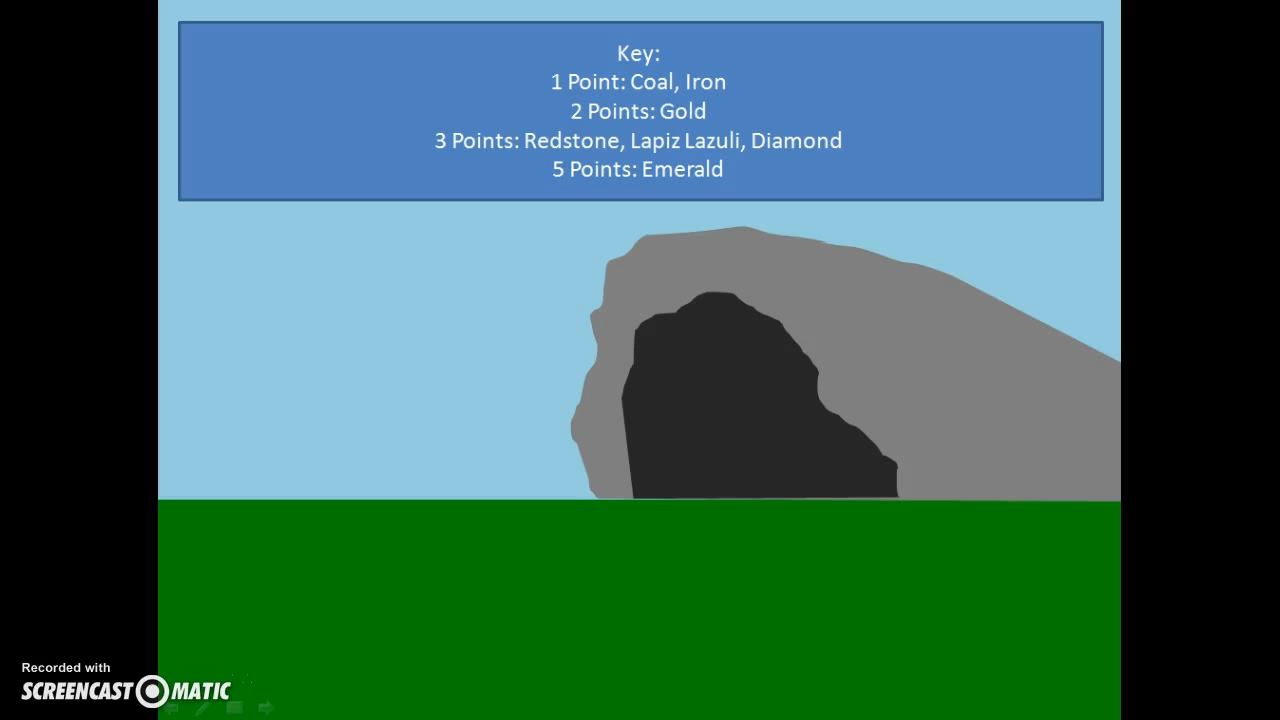 Key:
1 Point: Coal, Iron
2 Points: Gold
3 Points: Redstone, Lapiz Lazuli, Diamond
5 Points: Emerald
Recorded with
SCREENCAST MATIC